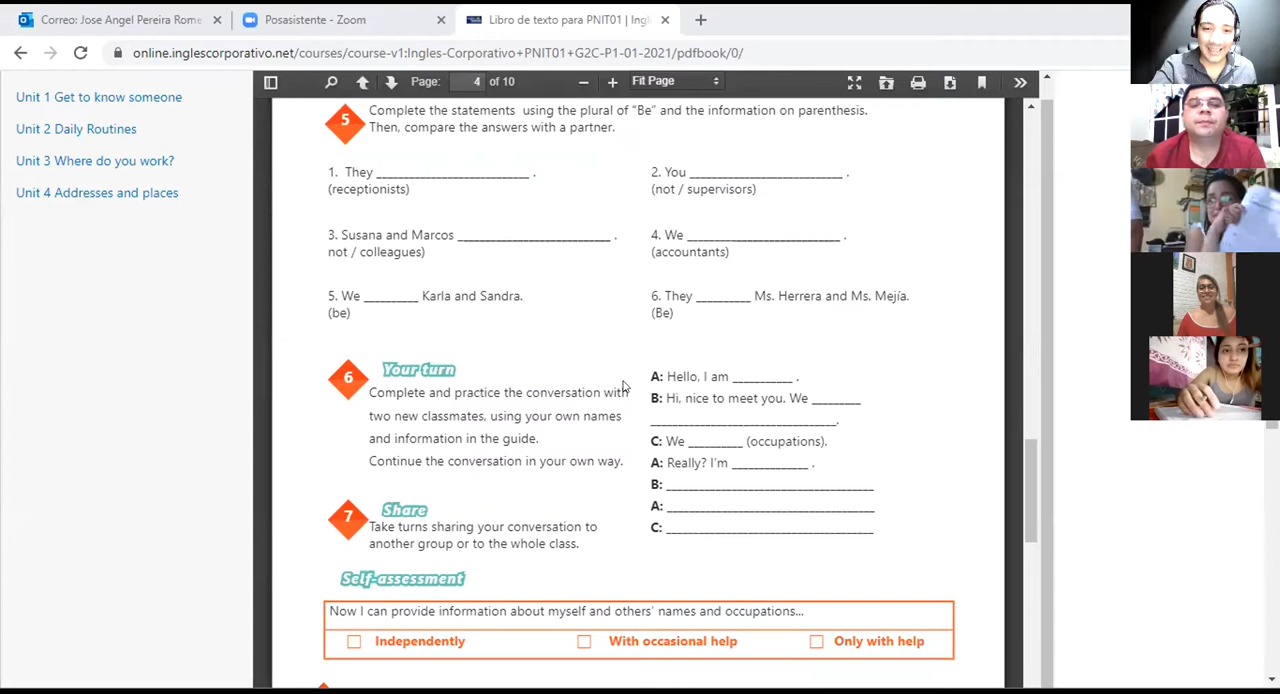 Correo: Jose Angel Pereira Rome
Posasistente - Zoom
Libro de texto para PNIT01 | Ingl
online.inglescorporativo.net/courses/course-v1:Ingles-Corporativo+PNIT01+G2C-P1-01-2021/pdfbook/0/
Page: 4 of 10
Fit Page
Unit 1 Get to know someone
Unit 2 Daily Routines
Unit 3 Where do you work?
Unit 4 Addresses and places
5
Complete the statements using the plural of “Be” and the information on parenthesis.
Then, compare the answers with a partner.
1. They __________________________ .
(receptionists)
2. You __________________________ .
(not / supervisors)
3. Susana and Marcos __________________________ .
not / colleagues)
4. We __________________________ .
(accountants)
5. We _________ Karla and Sandra.
(be)
6. They _________ Ms. Herrera and Ms. Mejía.
(Be)
6
Your turn
Complete and practice the conversation with
two new classmates, using your own names
and information in the guide.
Continue the conversation in your own way.
A: Hello, I am __________ .
B: Hi, nice to meet you. We ________
________________________________.
C: We _________ (occupations).
A: Really? I'm _____________ .
B: ___________________________________
A: ___________________________________
C: ___________________________________
7
Share
Take turns sharing your conversation to
another group or to the whole class.
Self-assessment
Now I can provide information about myself and others’ names and occupations...
Independently
With occasional help
Only with help